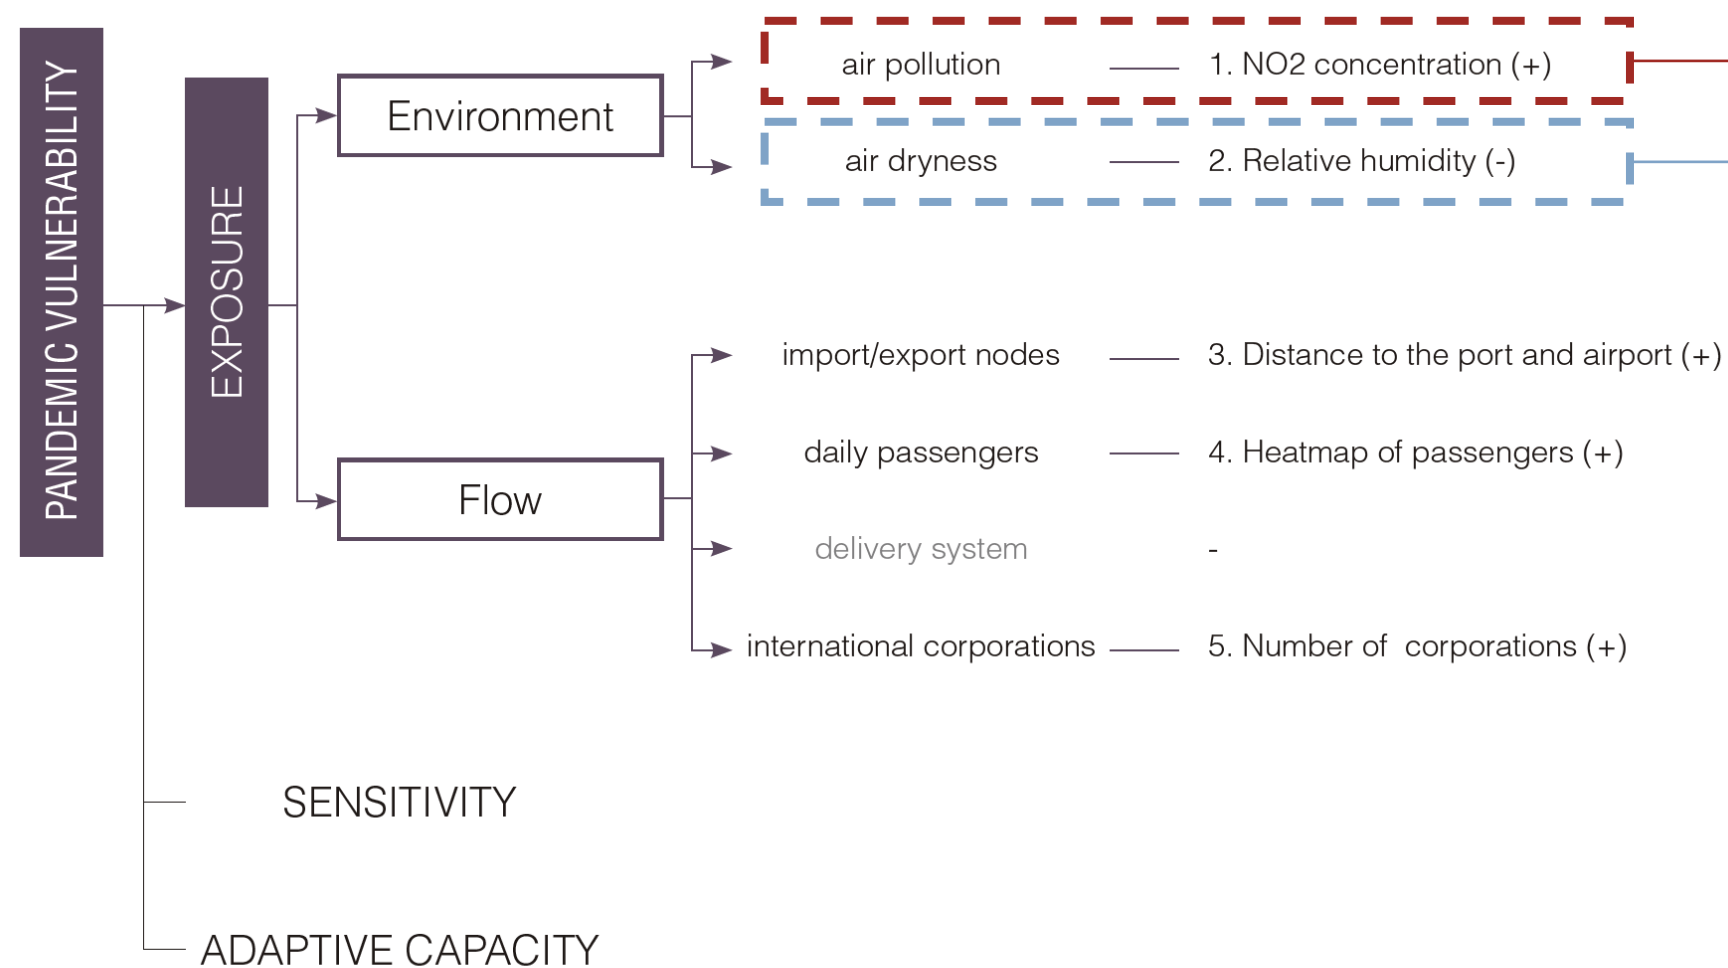 PANDEMIC VULNERABILITY
EXPOSURE
Environment
air pollution 1. NO2 concentration (+)
air dryness 2. Relative humidity (-)
Flow
import/export nodes 3. Distance to the port and airport (+)
daily passengers 4. Heatmap of passengers (+)
delivery system -
international corporations 5. Number of corporations (+)
SENSITIVITY
ADAPTIVE CAPACITY